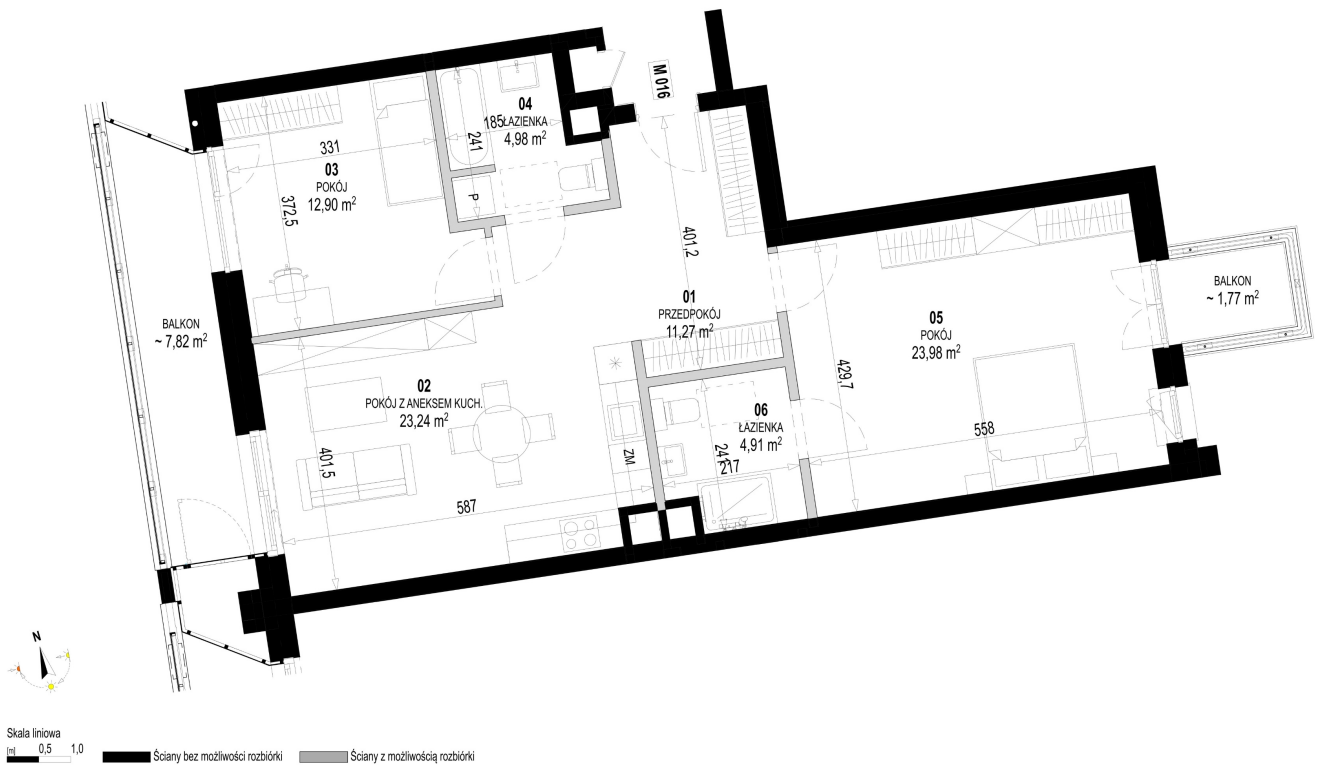 M 016
04
ŁAZIENKA
4,98 m²
185
241
P
331
03
POKÓJ
12,90 m²
372,5
401,2
01
PRZEDPOKÓJ
11,27 m²
BALKON
~ 1,77 m²
05
POKÓJ
23,98 m²
BALKON
~ 7,82 m²
02
POKÓJ Z ANEKSEM KUCH.
23,24 m²
401,5
587
ZM
06
ŁAZIENKA
4,91 m²
241
217
429,7
558
N
Skala liniowa
[m] 0,5 1,0
Ściany bez możliwości rozbiórki
Ściany z możliwością rozbiórki